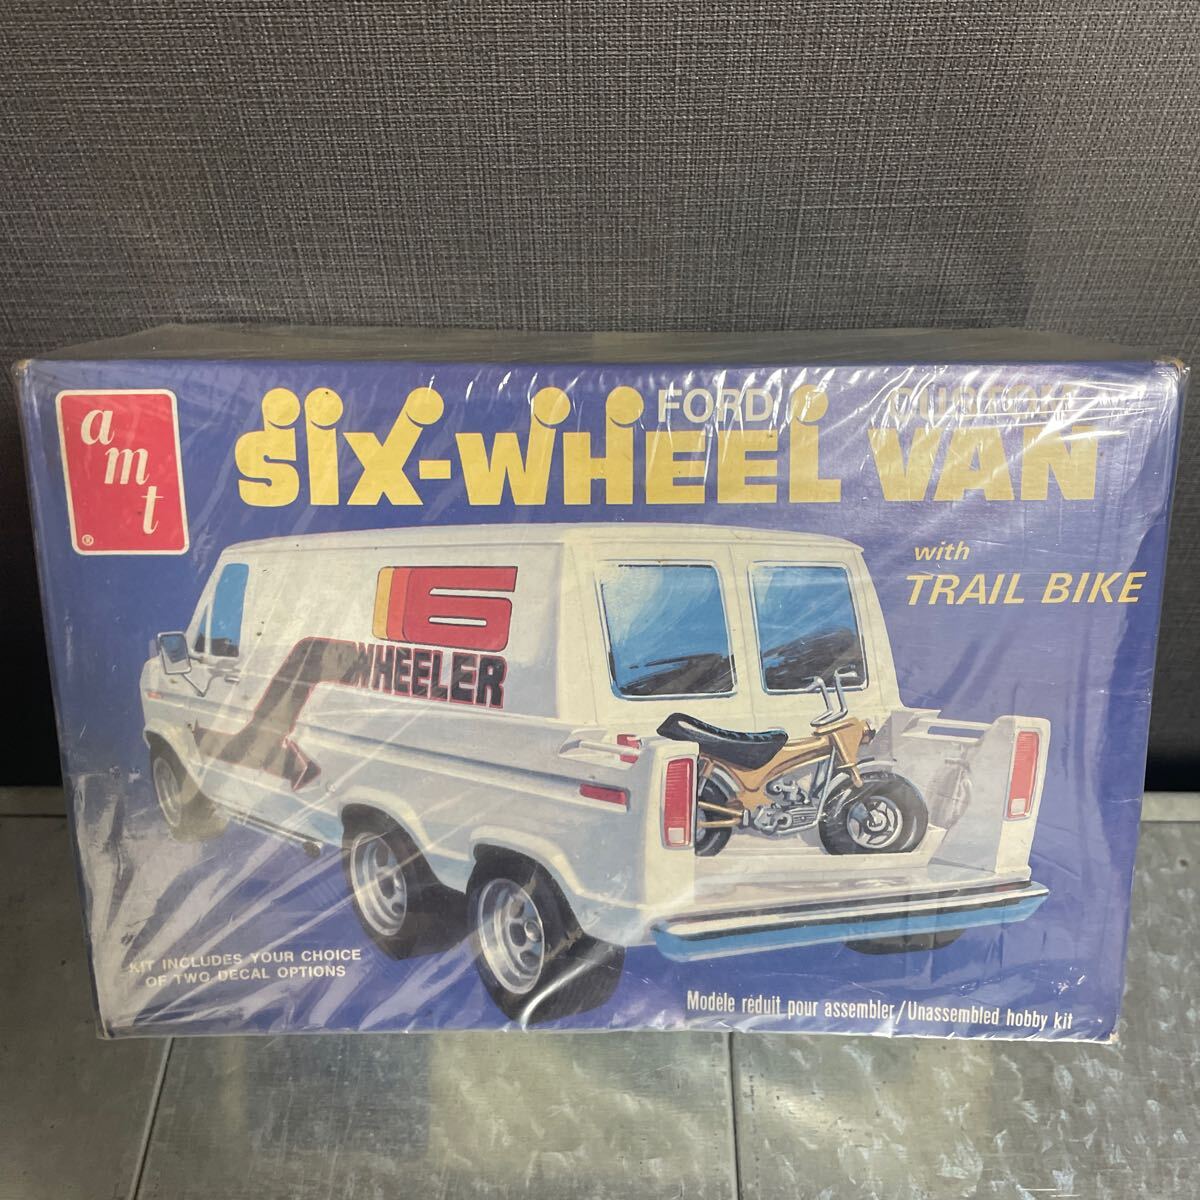 amt
®
FORD CUSTOM
SIX-WHEEL VAN
with
TRAIL BIKE
6
WHEELER
KIT INCLUDES YOUR CHOICE
OF TWO DECAL OPTIONS
Modèle réduit pour assembler/Unassembled hobby kit